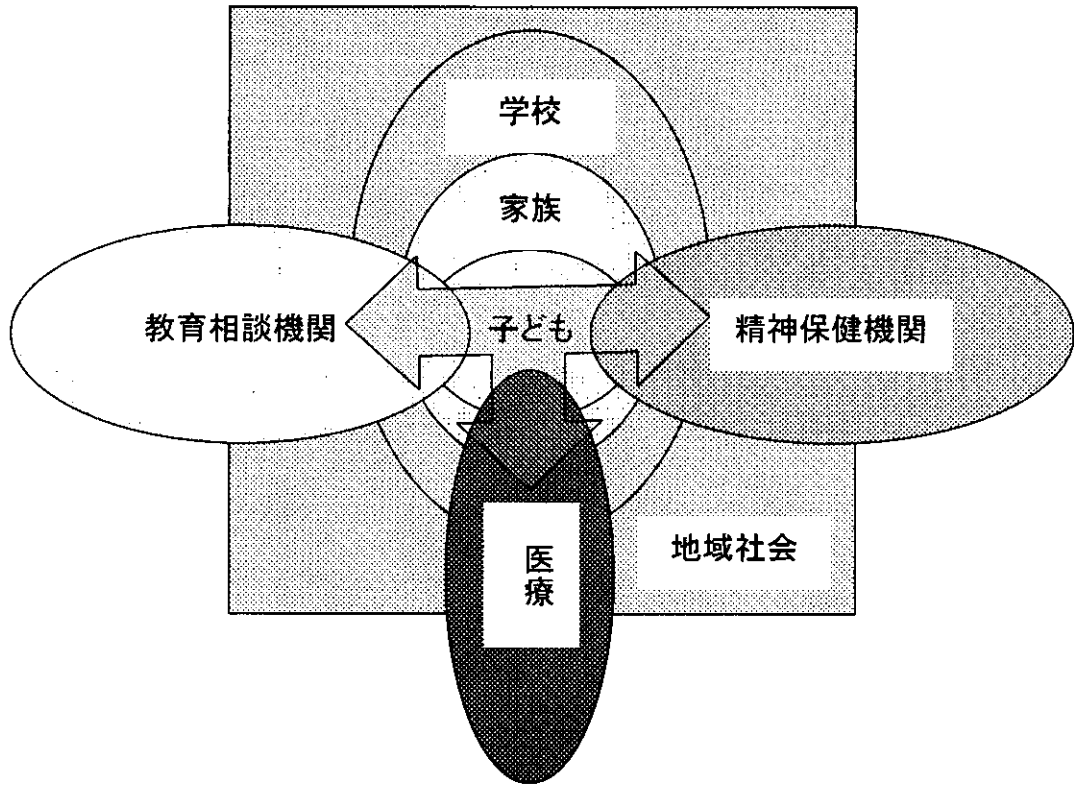 学校
家族
教育相談機関
子ども
精神保健機関
医療
地域社会